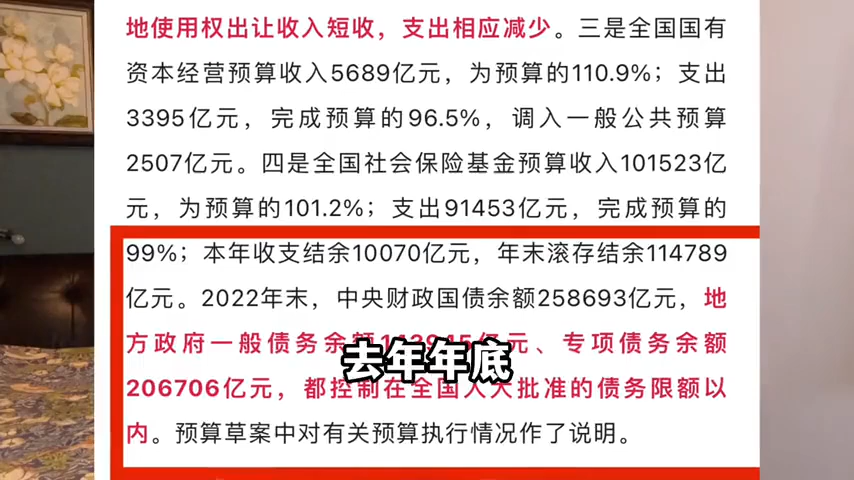 地使用权出让收入短收，支出相应减少。三是全国国有
资本经营预算收入5689亿元，为预算的110.9%；支出
3395亿元，完成预算的96.5%，调入一般公共预算
2507亿元。四是全国社会保险基金预算收入101523亿
元，为预算的101.2%；支出91453亿元，完成预算的
99%；本年收支结余10070亿元，年末滚存结余114789
亿元。2022年末，中央财政国债余额258693亿元，地
方政府一般债务余额亿元、专项债务余额
去年年底
206706亿元，都控制在全国人大批准的债务限额以
内。预算草案中对有关预算执行情况作了说明。